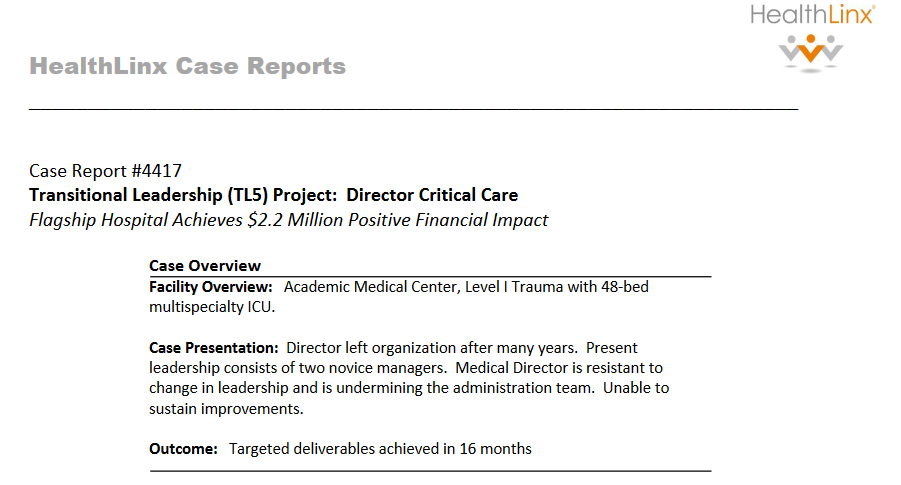 HealthLinx®
HealthLinx Case Reports
Case Report #4417
Transitional Leadership (TL5) Project:  Director Critical Care
Flagship Hospital Achieves $2.2 Million Positive Financial Impact
Case Overview
Facility Overview:   Academic Medical Center, Level I Trauma with 48-bed
multispecialty ICU.
Case Presentation:  Director left organization after many years.  Present
leadership consists of two novice managers.  Medical Director is resistant to
change in leadership and is undermining the administration team.  Unable to
sustain improvements.
Outcome:   Targeted deliverables achieved in 16 months